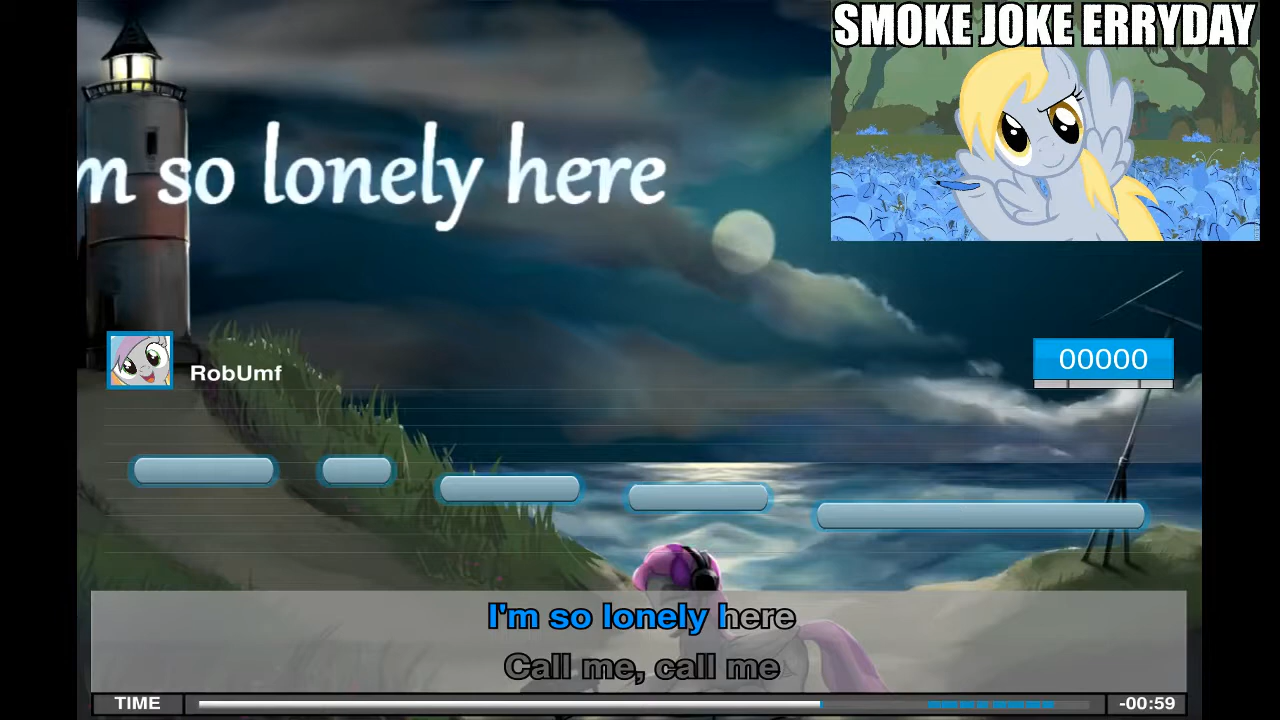 SMOKE JOKE ERRYDAY
m so lonely here
RobUmf
00000
I'm so lonely here
Call me, call me
TIME
-00:59